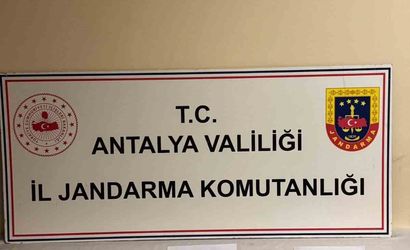 T.C.
ANTALYA VALİLİĞİ
İL JANDARMA KOMUTANLIĞI
JANDARMA